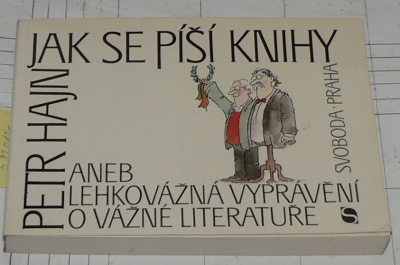 JAK SE PÍŠÍ KNIHY
PETR HAJN
ANEB
LEHKOVÁŽNÁ VYPRÁVĚNÍ
O VÁŽNÉ LITERATUŘE
SVOBODA·PRAHA
S